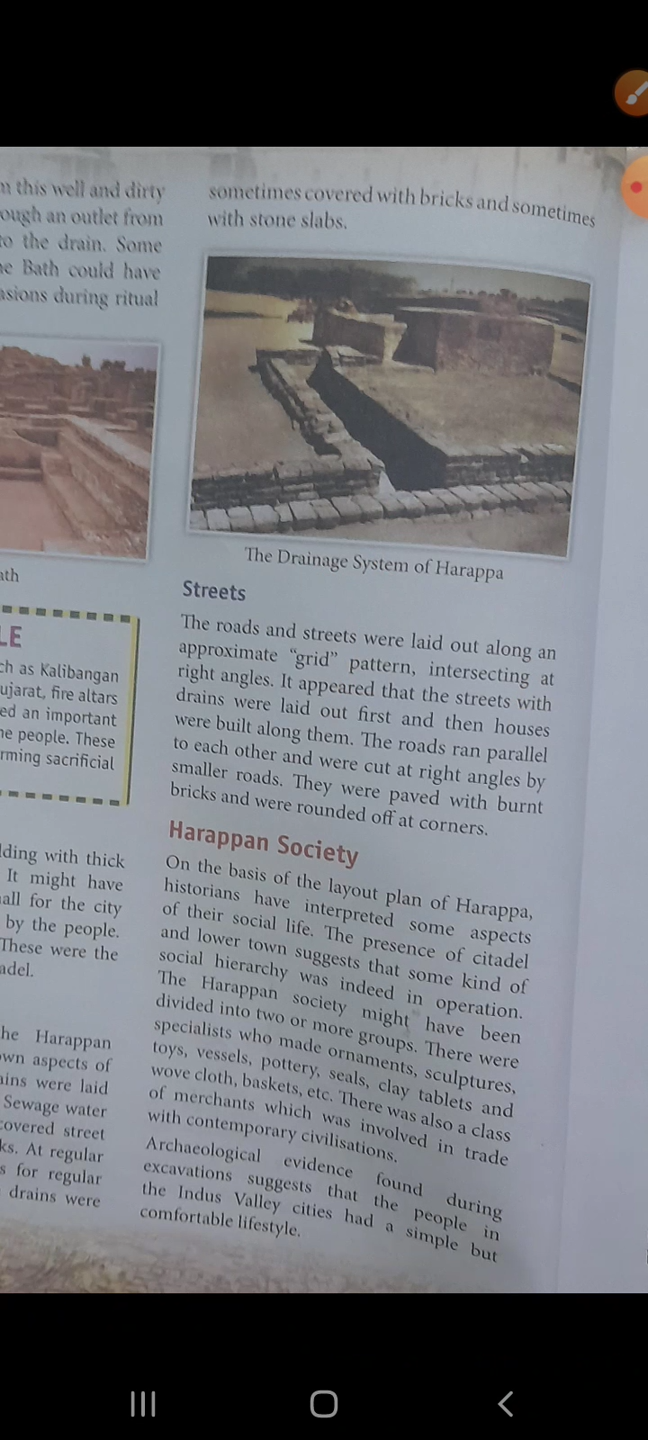 this well and dirty
ough an outlet from
to the drain. Some
he Bath could have
asions during ritual
ath
LE
ch as Kalibangan
ujarat, fire altars
ed an important
he people. These
rming sacrificial
lding with thick
It might have
all for the city
by the people.
These were the
adel.
he Harappan
own aspects of
ains were laid
Sewage water
covered street
ks. At regular
s for regular
drains were
sometimes covered with bricks and sometimes
with stone slabs.
The Drainage System of Harappa
Streets
The roads and streets were laid out along an
approximate “grid” pattern, intersecting at
right angles. It appeared that the streets with
drains were laid out first and then houses
were built along them. The roads ran parallel
to each other and were cut at right angles by
smaller roads. They were paved with burnt
bricks and were rounded off at corners.
Harappan Society
On the basis of the layout plan of Harappa,
historians have interpreted some aspects
of their social life. The presence of citadel
and lower town suggests that some kind of
social hierarchy was indeed in operation.
The Harappan society might have been
divided into two or more groups. There were
specialists who made ornaments, sculptures,
toys, vessels, pottery, seals, clay tablets and
wove cloth, baskets, etc. There was also a class
of merchants which was involved in trade
with contemporary civilisations.
Archaeological evidence found during
excavations suggests that the people in
the Indus Valley cities had a simple but
comfortable lifestyle.